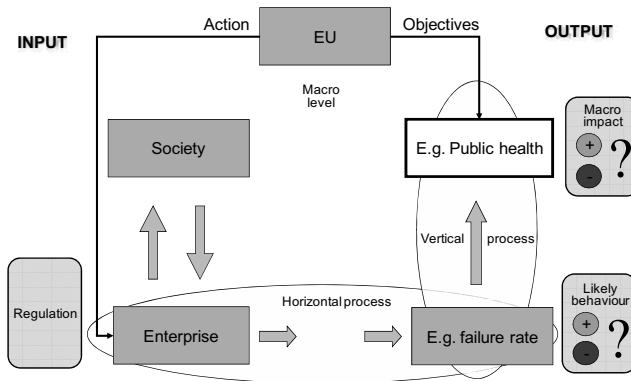 INPUT
Action
EU
Objectives
OUTPUT
Macro
level
Macro
impact
+
-
?
Society
E.g. Public health
Vertical process
Likely
behaviour
+
-
?
Regulation
Horizontal process
Enterprise
E.g. failure rate